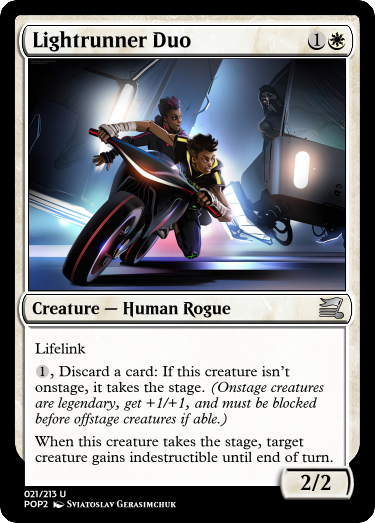 Lightrunner Duo 1
Creature — Human Rogue
Lifelink
1, Discard a card: If this creature isn't
onstage, it takes the stage. (Onstage creatures
are legendary, get +1/+1, and must be blocked
before offstage creatures if able.)
When this creature takes the stage, target
creature gains indestructible until end of turn.
2/2
021/213 U
POP2 Sviatoslav Gerasimchuk